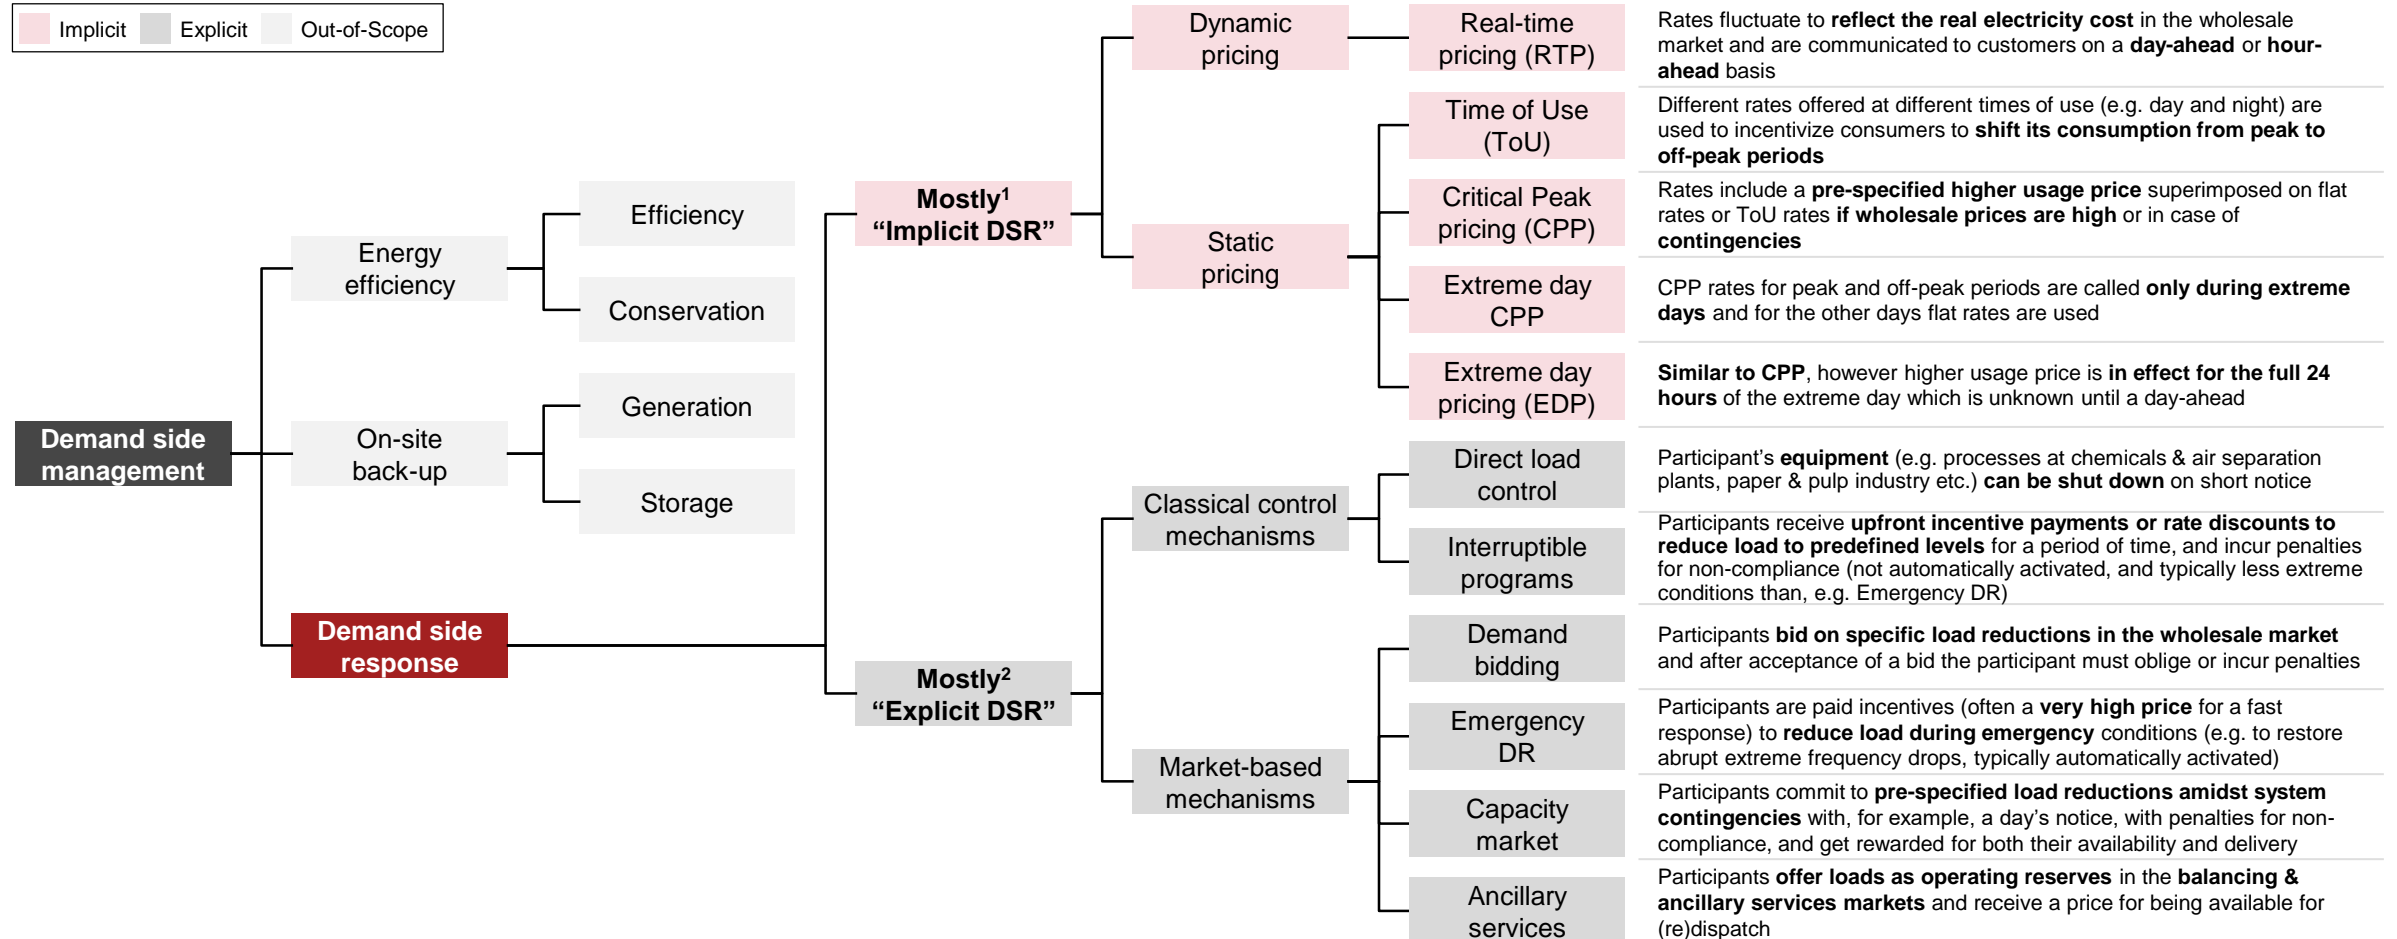 Implicit
Explicit
Out-of-Scope
Demand side
management
Energy
efficiency
On-site
back-up
Demand side
response
Efficiency
Conservation
Generation
Storage
Mostly¹
“Implicit DSR”
Mostly²
“Explicit DSR”
Dynamic
pricing
Static
pricing
Classical control
mechanisms
Market-based
mechanisms
Real-time
pricing (RTP)
Rates fluctuate to reflect the real electricity cost in the wholesale
market and are communicated to customers on a day-ahead or hour-
ahead basis
Time of Use
(ToU)
Different rates offered at different times of use (e.g. day and night) are
used to incentivize consumers to shift its consumption from peak to
off-peak periods
Critical Peak
pricing (CPP)
Rates include a pre-specified higher usage price superimposed on flat
rates or ToU rates if wholesale prices are high or in case of
contingencies
Extreme day
CPP
CPP rates for peak and off-peak periods are called only during extreme
days and for the other days flat rates are used
Extreme day
pricing (EDP)
Similar to CPP, however higher usage price is in effect for the full 24
hours of the extreme day which is unknown until a day-ahead
Direct load
control
Participant’s equipment (e.g. processes at chemicals & air separation
plants, paper & pulp industry etc.) can be shut down on short notice
Interruptible
programs
Participants receive upfront incentive payments or rate discounts to
reduce load to predefined levels for a period of time, and incur penalties
for non-compliance (not automatically activated, and typically less extreme
conditions than, e.g. Emergency DR)
Demand
bidding
Participants bid on specific load reductions in the wholesale market
and after acceptance of a bid the participant must oblige or incur penalties
Emergency
DR
Participants are paid incentives (often a very high price for a fast
response) to reduce load during emergency conditions (e.g. to restore
abrupt extreme frequency drops, typically automatically activated)
Capacity
market
Participants commit to pre-specified load reductions amidst system
contingencies with, for example, a day’s notice, with penalties for non-
compliance, and get rewarded for both their availability and delivery
Ancillary
services
Participants offer loads as operating reserves in the balancing &
ancillary services markets and receive a price for being available for
(re)dispatch